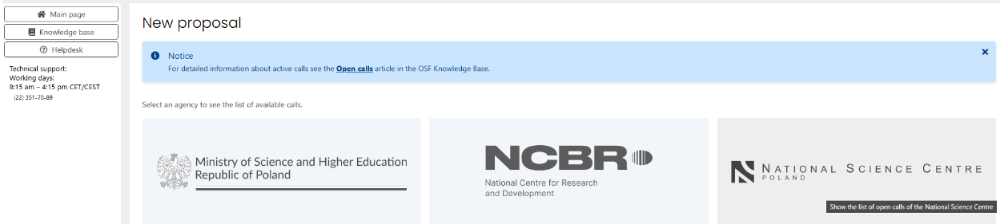 Main page
Knowledge base
Helpdesk
Technical support:
Working days:
8:15 am – 4:15 pm CET/CEST
(22) 351-70-89
New proposal
Notice
For detailed information about active calls see the Open calls article in the OSF Knowledge Base.
Select an agency to see the list of available calls.
Ministry of Science and Higher Education
Republic of Poland
NCBR
National Centre for Research
and Development
NATIONAL SCIENCE CENTRE
POLAND
Show the list of open calls of the National Science Centre